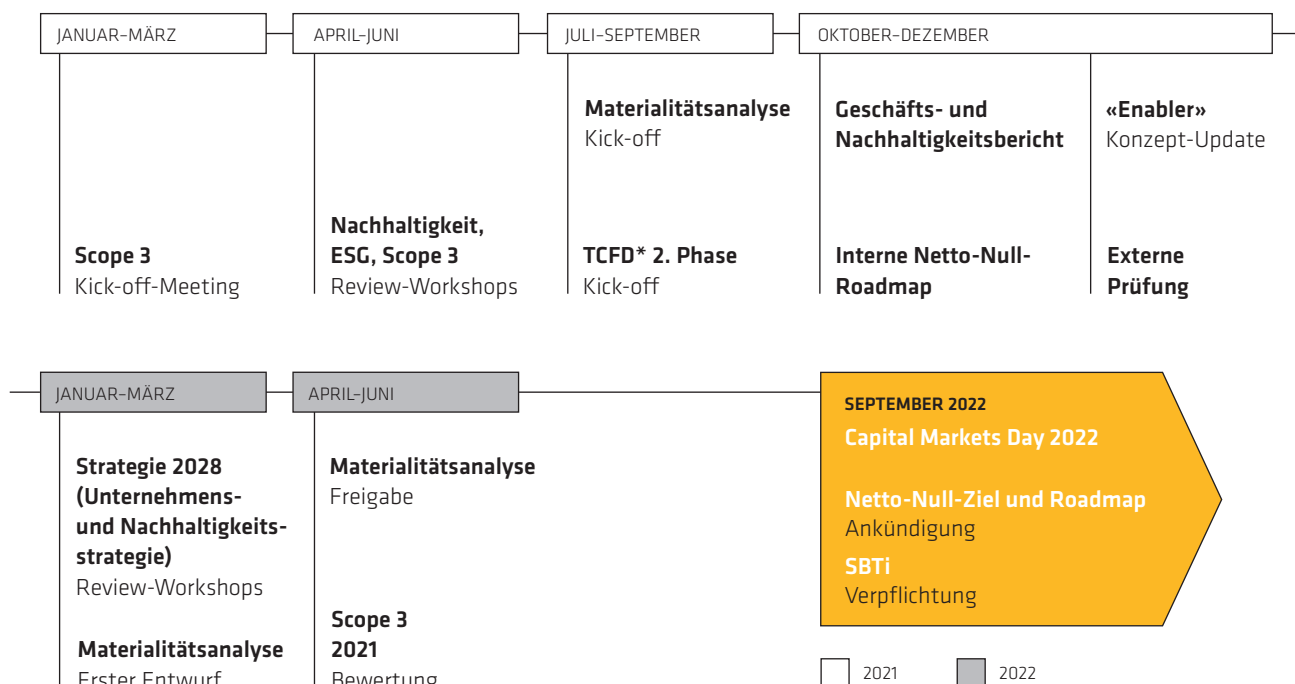 JANUAR–MÄRZ
APRIL–JUNI
JULI–SEPTEMBER
OKTOBER–DEZEMBER
Scope 3
Kick-off-Meeting
Nachhaltigkeit,
ESG, Scope 3
Review-Workshops
Materialitätsanalyse
Kick-off
TCFD* 2. Phase
Kick-off
Geschäfts- und
Nachhaltigkeitsbericht
Interne Netto-Null-
Roadmap
«Enabler»
Konzept-Update
Externe
Prüfung
JANUAR–MÄRZ
APRIL–JUNI
Strategie 2028
(Unternehmens-
und Nachhaltigkeits-
strategie)
Review-Workshops
Materialitätsanalyse
Erster Entwurf
Materialitätsanalyse
Freigabe
Scope 3
2021
Bewertung
SEPTEMBER 2022
Capital Markets Day 2022
Netto-Null-Ziel und Roadmap
Ankündigung
SBTi
Verpflichtung
2021
2022